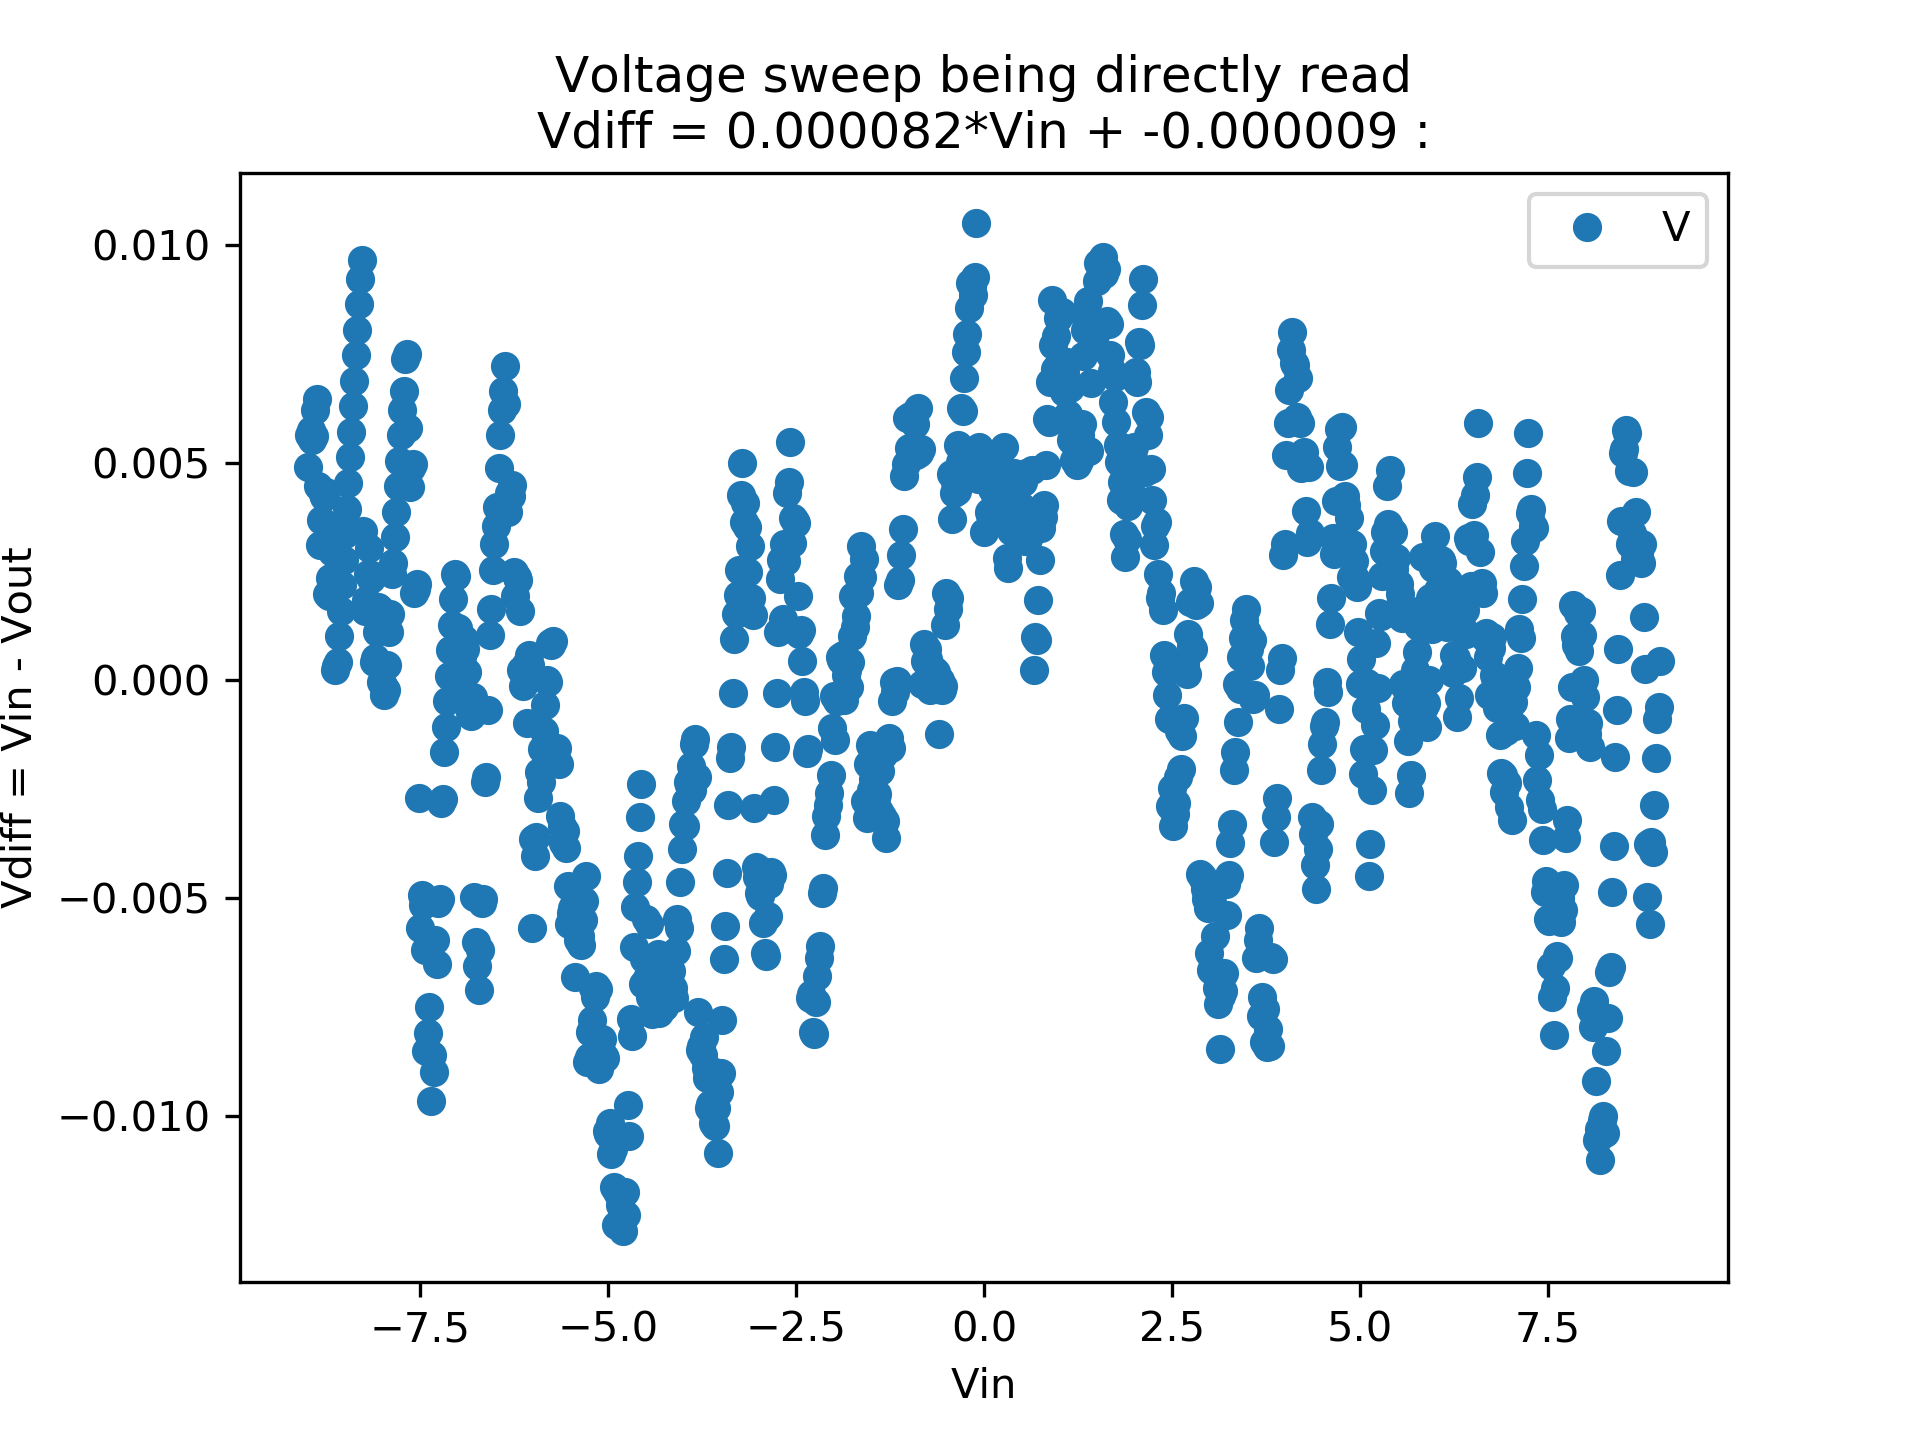 Voltage sweep being directly read
Vdiff = 0.000082*Vin + -0.000009 :
V
0.010
0.005
0.000
−0.005
−0.010
Vdiff = Vin - Vout
−7.5
−5.0
−2.5
0.0
2.5
5.0
7.5
Vin